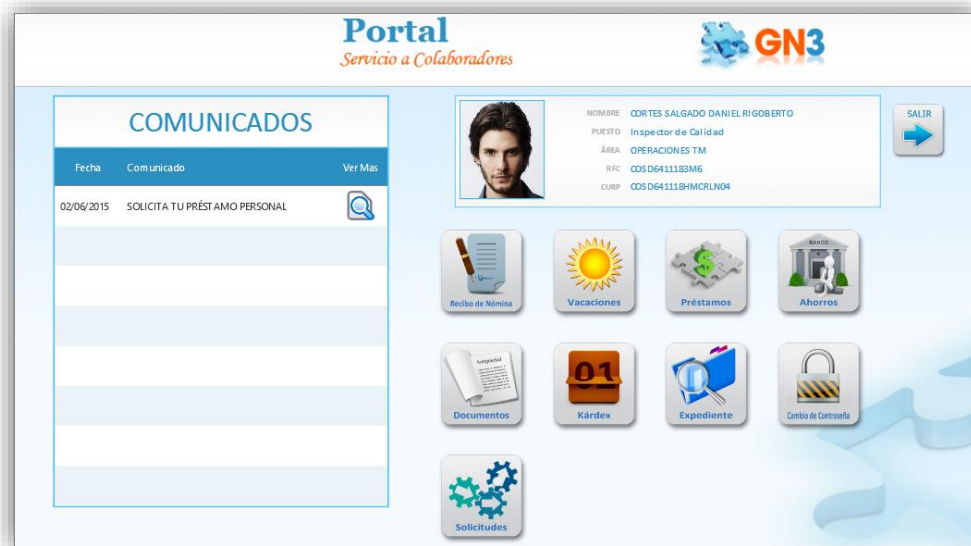 Portal
Servicio a Colaboradores
GN3
COMUNICADOS
Fecha Comunicado Ver Mas
02/06/2015 SOLICITA TU PRÉSTAMO PERSONAL
NOMBRE CORTES SALGADO DANIEL RIGOBERTO
PUESTO Inspector de Calidad
ÁREA OPERACIONES TM
RFC COSD6411183M6
CURP COSD641118HMCRLN04
SALIR
Recibo de Nómina
Vacaciones
$
Préstamos
BANCO
Ahorros
Antigüedad
Documentos
01
Kárdex
Expediente
Cambio de Contraseña
Solicitudes